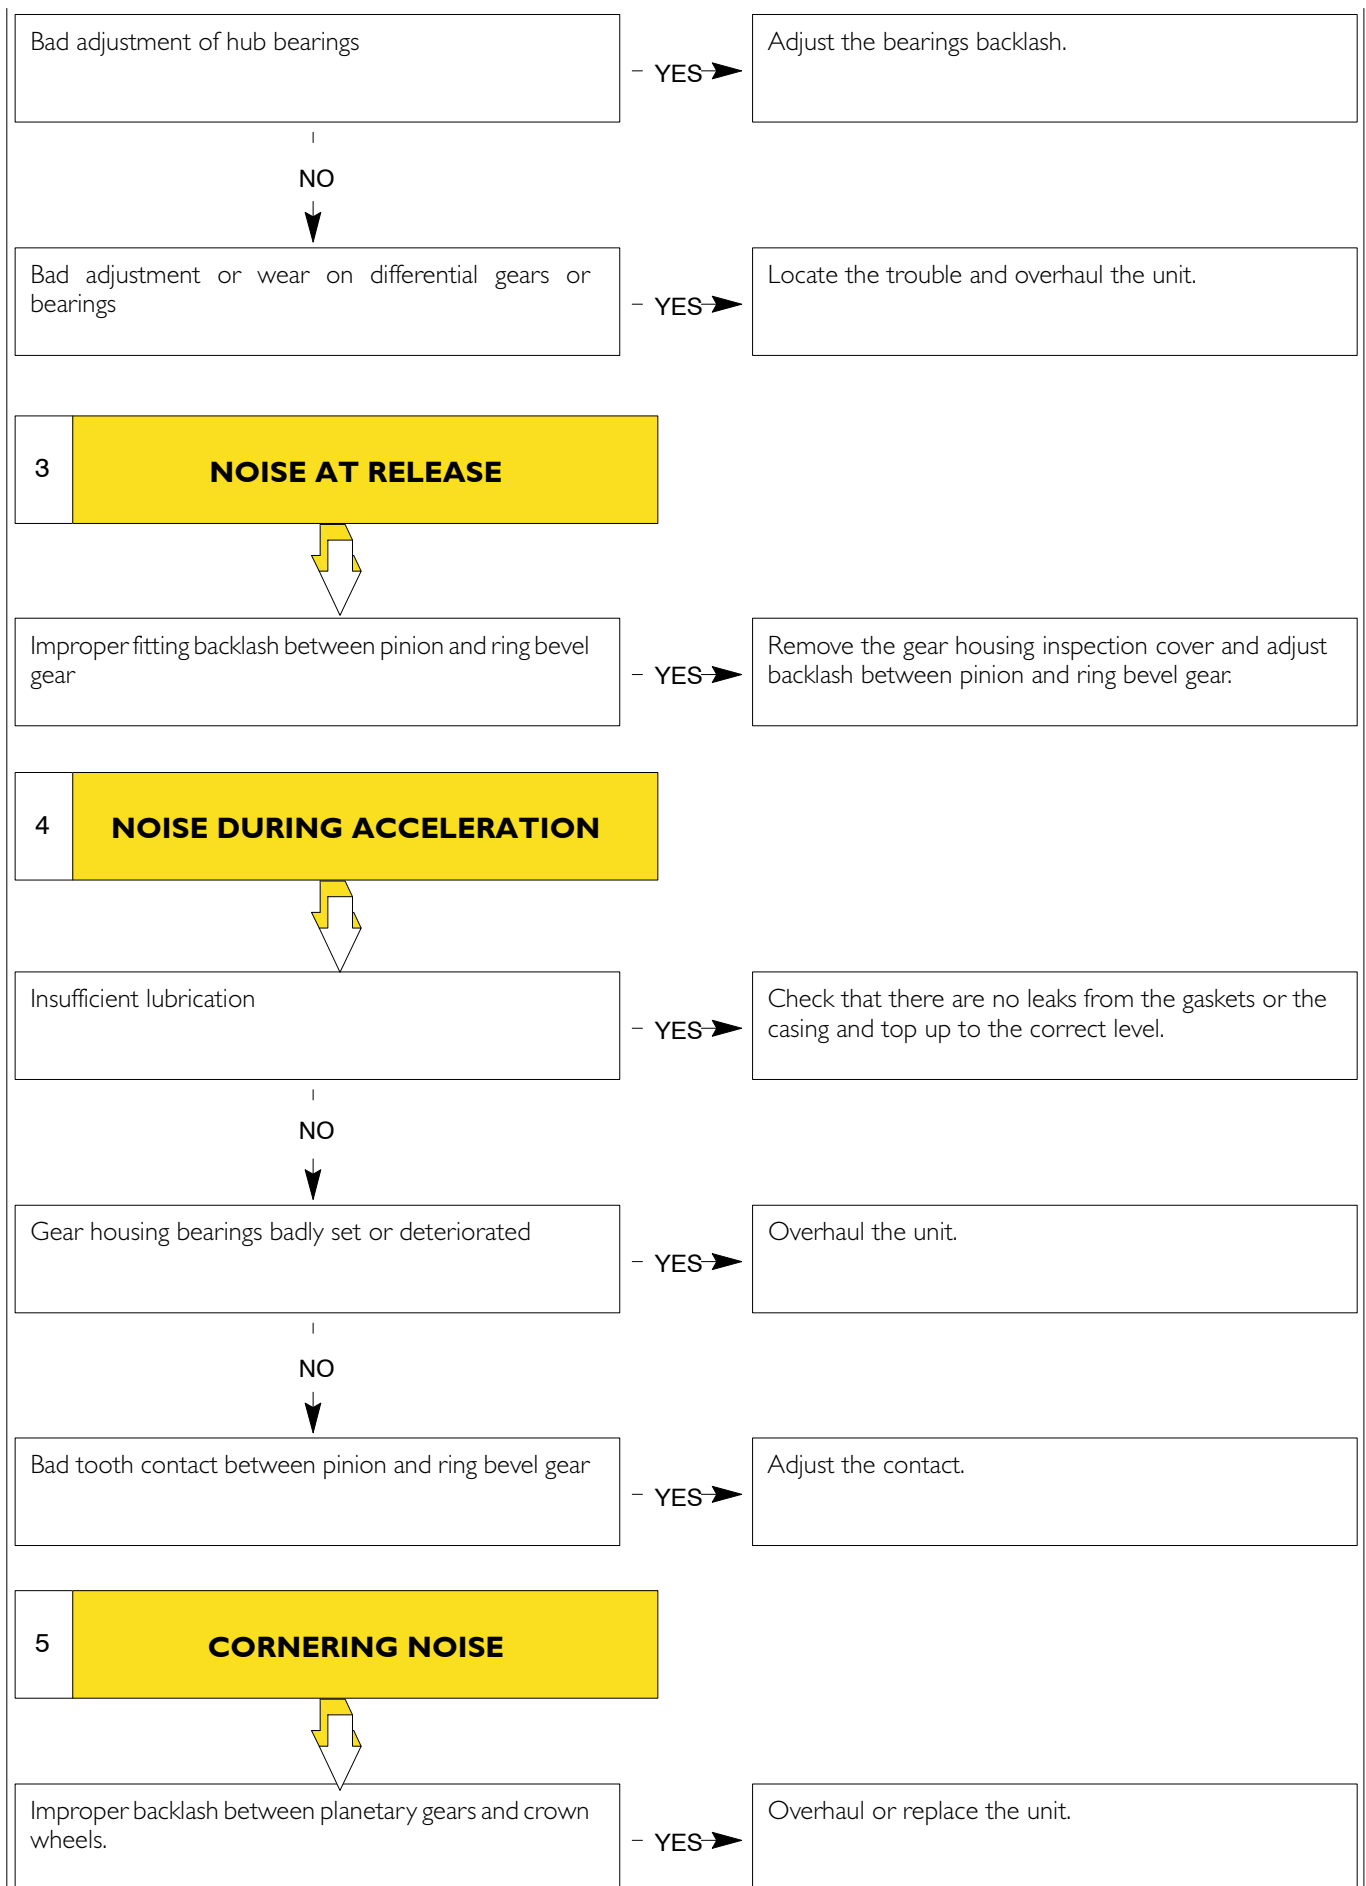 Bad adjustment of hub bearings
YES
Adjust the bearings backlash.
NO
Bad adjustment or wear on differential gears or
bearings
YES
Locate the trouble and overhaul the unit.
3
NOISE AT RELEASE
Improper fitting backlash between pinion and ring bevel
gear
YES
Remove the gear housing inspection cover and adjust
backlash between pinion and ring bevel gear.
4
NOISE DURING ACCELERATION
Insufficient lubrication
YES
Check that there are no leaks from the gaskets or the
casing and top up to the correct level.
NO
Gear housing bearings badly set or deteriorated
YES
Overhaul the unit.
NO
Bad tooth contact between pinion and ring bevel gear
YES
Adjust the contact.
5
CORNERING NOISE
Improper backlash between planetary gears and crown
wheels.
YES
Overhaul or replace the unit.